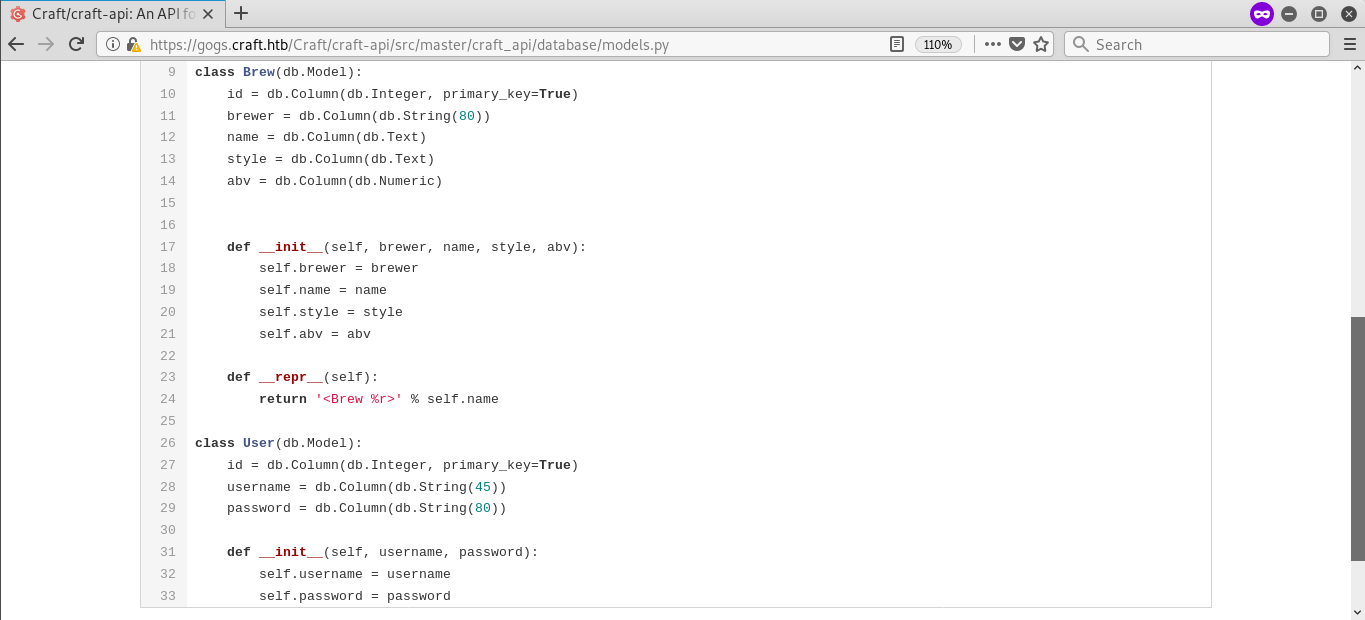 Craft/craft-api: An API fo
https://gogs.craft.htb/Craft/craft-api/src/master/craft_api/database/models.py
110%
Search
9 class Brew(db.Model):
10     id = db.Column(db.Integer, primary_key=True)
11     brewer = db.Column(db.String(80))
12     name = db.Column(db.Text)
13     style = db.Column(db.Text)
14     abv = db.Column(db.Numeric)
15
16
17     def __init__(self, brewer, name, style, abv):
18         self.brewer = brewer
19         self.name = name
20         self.style = style
21         self.abv = abv
22
23     def __repr__(self):
24         return '<Brew %r>' % self.name
25
26 class User(db.Model):
27     id = db.Column(db.Integer, primary_key=True)
28     username = db.Column(db.String(45))
29     password = db.Column(db.String(80))
30
31     def __init__(self, username, password):
32         self.username = username
33         self.password = password